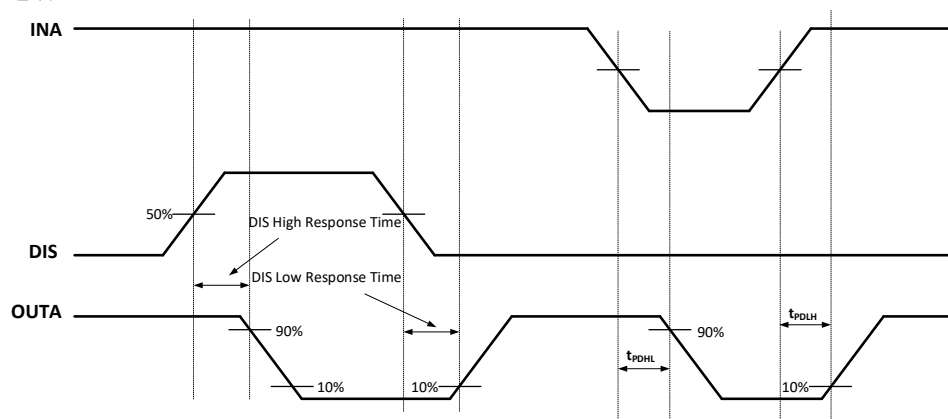 INA
50%
DIS High Response Time
DIS
DIS Low Response Time
OUTA
90%
10%
10%
tPDHL
90%
tPDLH
10%